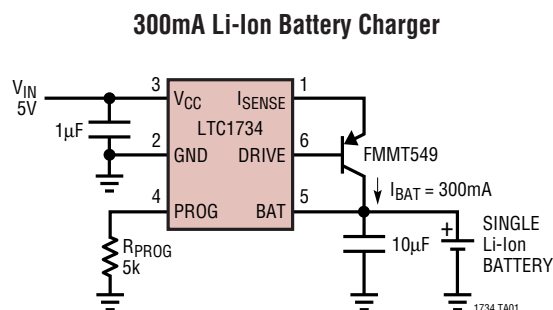 300mA Li-Ion Battery Charger
V_IN
5V
3
V_CC
I_SENSE
1
1μF
LTC1734
2
GND
DRIVE
6
FMMT549
I_BAT = 300mA
4
PROG
BAT
5
R_PROG
5k
10μF
+
SINGLE
Li-Ion
BATTERY
1734 TA01